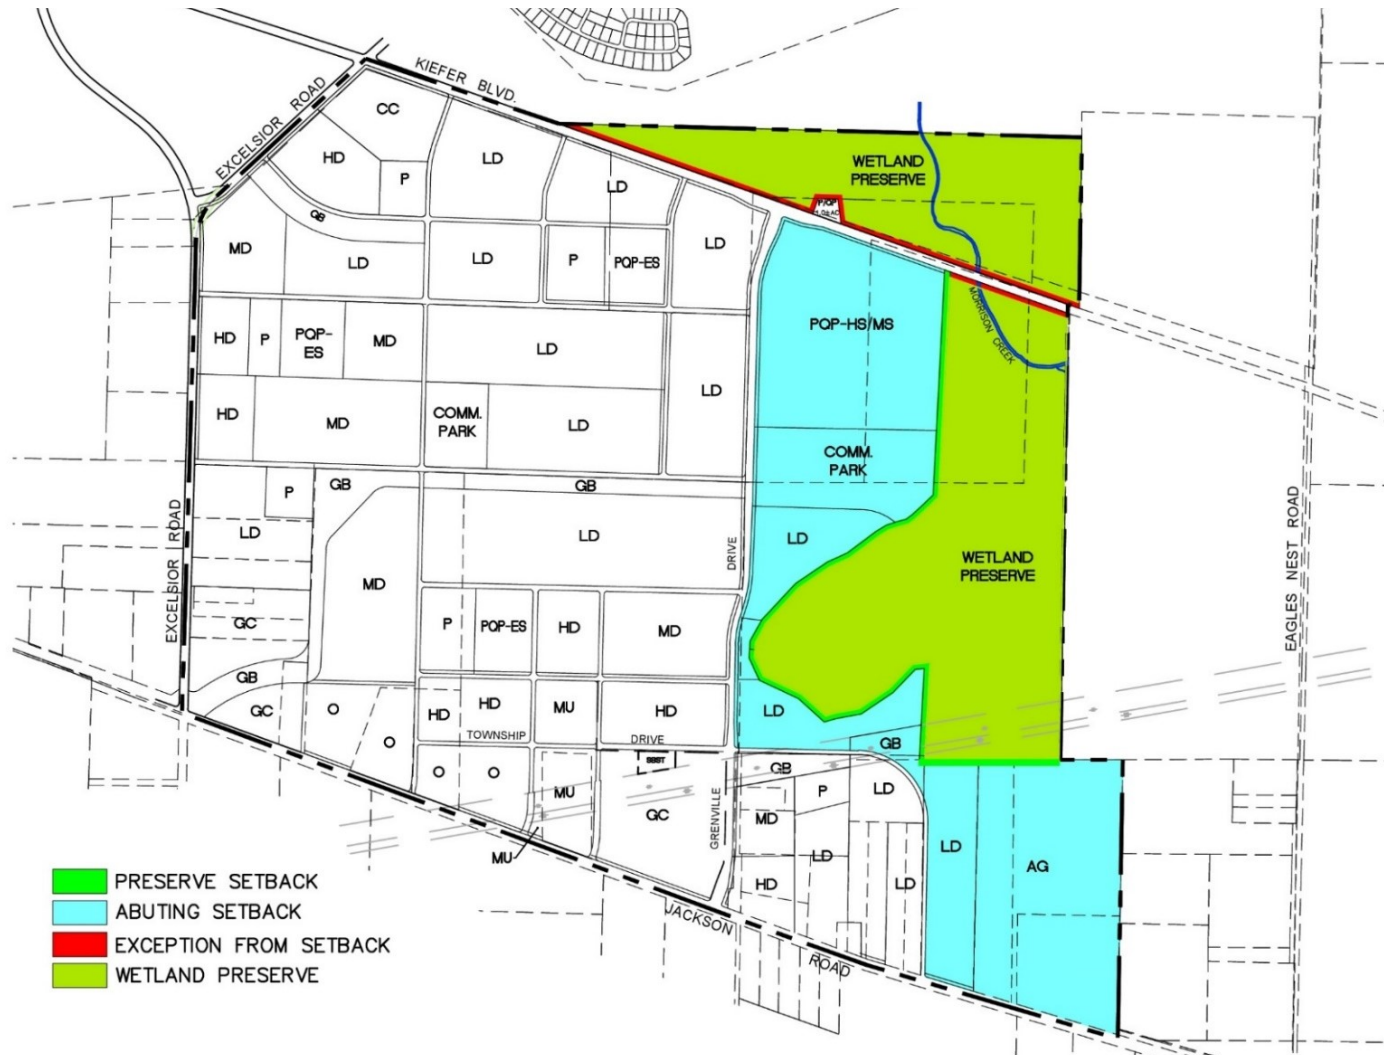 KIEFER BLVD.
EXCELSIOR ROAD
CC
HD
P
LD
LD
WETLAND
PRESERVE
P/QP
GB
MD
LD
LD
P
PQP-ES
LD
PQP-HS/MS
MORRISON CREEK
HD
P
PQP-
ES
MD
LD
LD
HD
MD
COMM.
PARK
LD
COMM.
PARK
P
GB
GB
LD
LD
LD
DRIVE
WETLAND
PRESERVE
EXCELSIOR ROAD
EAGLES NEST ROAD
MD
GC
P
PQP-ES
HD
MD
GB
GC
O
O
HD
HD
MU
HD
LD
TOWNSHIP
DRIVE
GB
O
O
MU
MU
GC
GRENVILLE
GB
P
LD
MD
LD
HD
LD
LD
AG
JACKSON
ROAD
PRESERVE SETBACK
ABUTING SETBACK
EXCEPTION FROM SETBACK
WETLAND PRESERVE